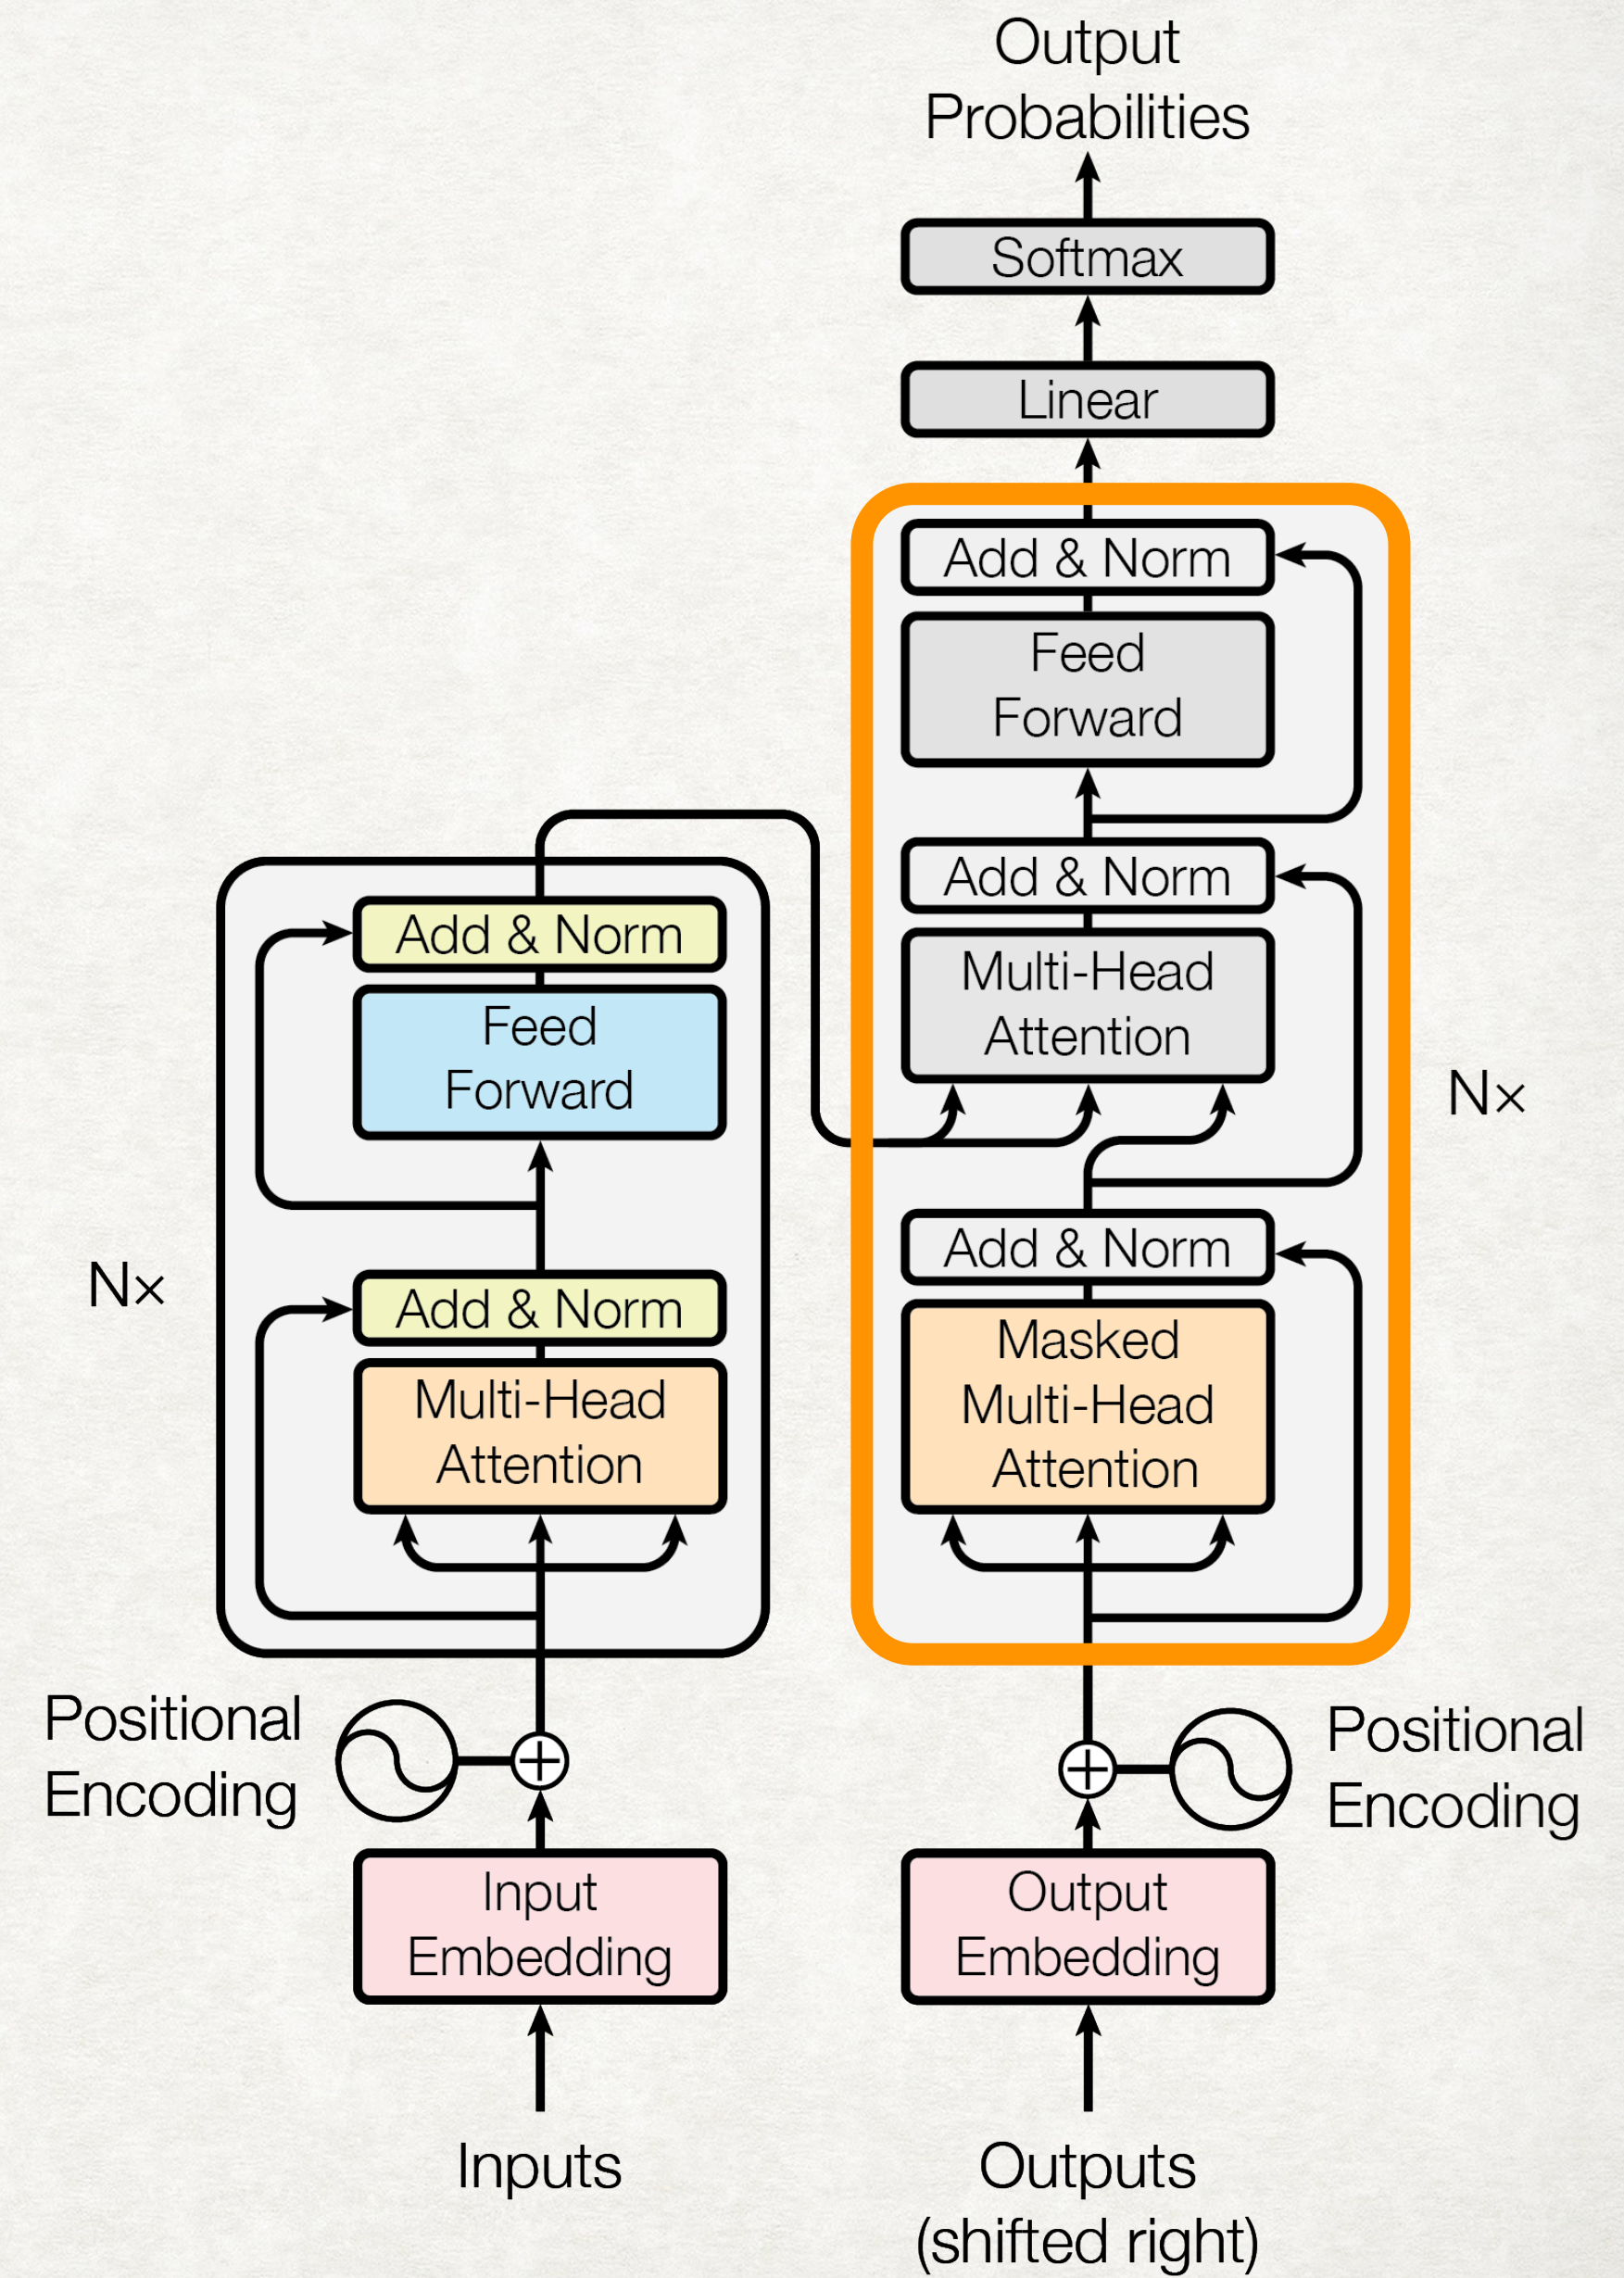 Output
Probabilities
Softmax
Linear
Add & Norm
Feed
Forward
Add & Norm
Multi-Head
Attention
Nx
Add & Norm
Masked
Multi-Head
Attention
Add & Norm
Feed
Forward
Nx
Add & Norm
Multi-Head
Attention
Positional
Encoding
Positional
Encoding
Input
Embedding
Output
Embedding
Inputs
Outputs
(shifted right)